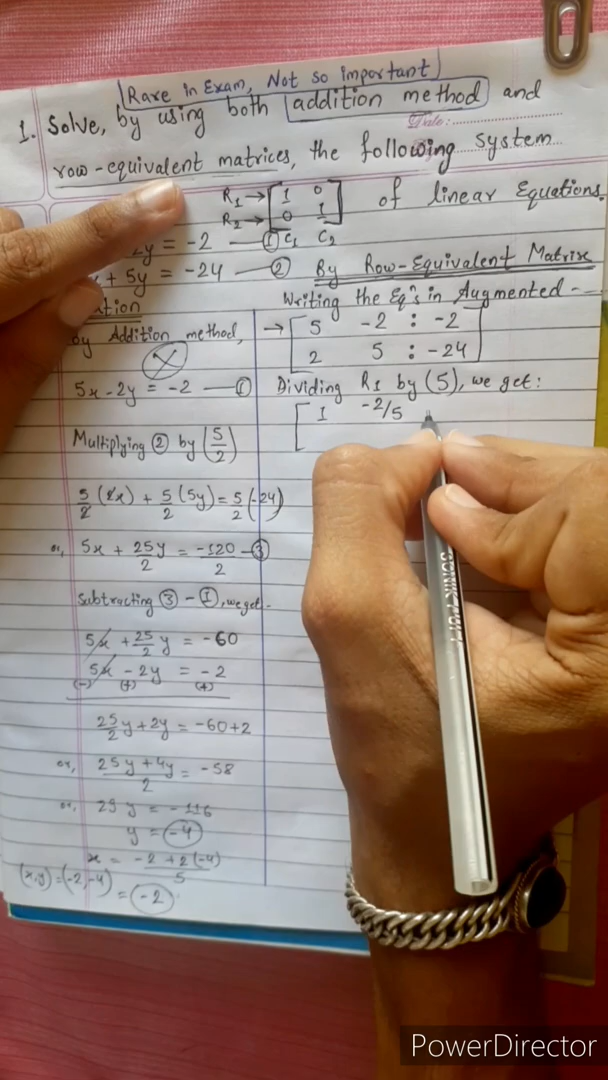 Rare in Exam, Not so important
1. Solve, by using both addition method and
Date:
row-equivalent matrices, the following system
of linear Equations.
R₁ → [ 1 0 ]
R₂ → [ 0 1 ]
C₁ C₂
2y = -2 — ①
+ 5y = -24 — ②
By Addition method,
5x - 2y = -2 — ①
Multiplying ② by (5/2)
5/2 (2x) + 5/2 (5y) = 5/2 (-24)
or, 5x + 25y/2 = -120/2 — ③
Subtracting ③ - ①, we get -
5x + 25/2 y = -60
5x - 2y = -2
(-) (+) (+)
25/2 y + 2y = -60+2
or, 25y + 4y / 2 = -58
or, 29y = -116
y = -4
x = -2 + 2(-4) / 5
= -2
(x,y) = (-2, -4)
By Row-Equivalent Matrix
Writing the Eqⁿs in Augmented -
→ [ 5 -2 : -2 ]
[ 2 5 : -24 ]
Dividing R₁ by (5), we get:
[ 1 -2/5
SONIK
PowerDirector